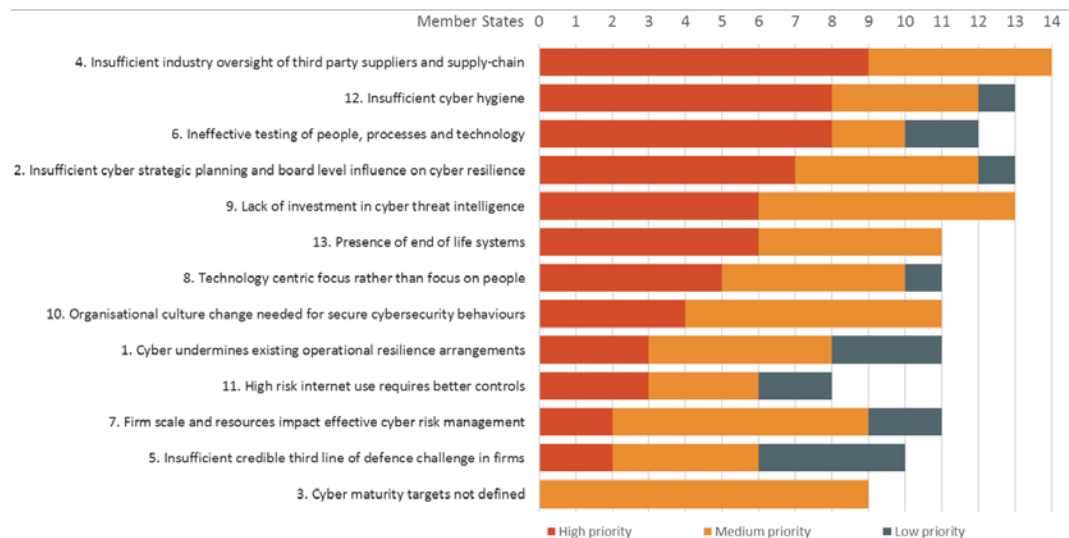 Member States 0 1 2 3 4 5 6 7 8 9 10 11 12 13 14
4. Insufficient industry oversight of third party suppliers and supply-chain
12. Insufficient cyber hygiene
6. Ineffective testing of people, processes and technology
2. Insufficient cyber strategic planning and board level influence on cyber resilience
9. Lack of investment in cyber threat intelligence
13. Presence of end of life systems
8. Technology centric focus rather than focus on people
10. Organisational culture change needed for secure cybersecurity behaviours
1. Cyber undermines existing operational resilience arrangements
11. High risk internet use requires better controls
7. Firm scale and resources impact effective cyber risk management
5. Insufficient credible third line of defence challenge in firms
3. Cyber maturity targets not defined
High priority Medium priority Low priority